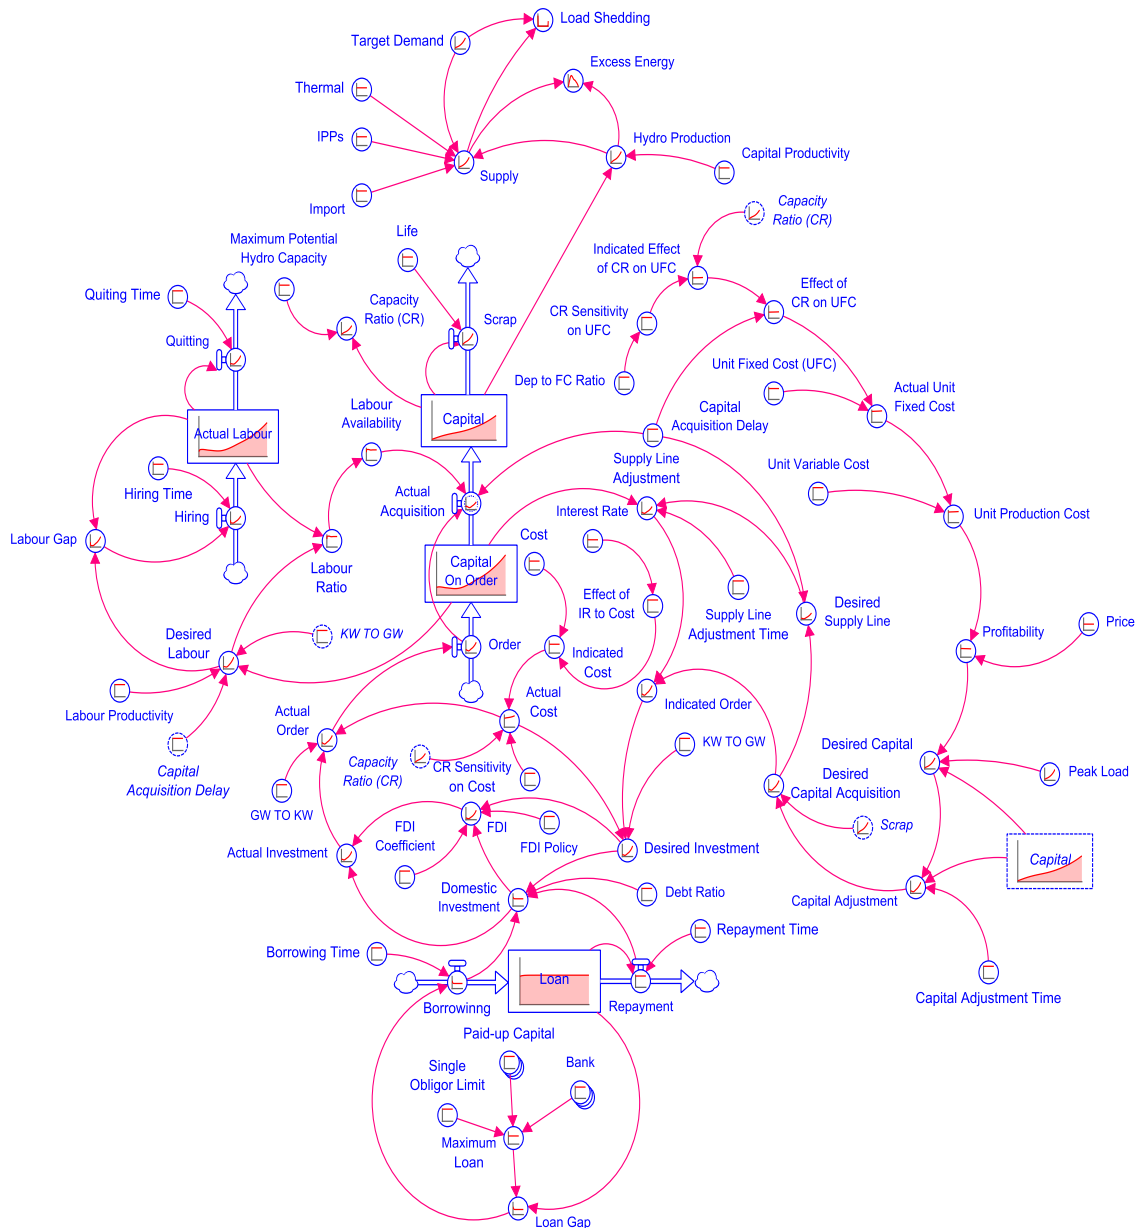 Load Shedding
Target Demand
Excess Energy
Thermal
IPPs
Hydro Production
Capital Productivity
Supply
Import
Capacity
Ratio (CR)
Life
Maximum Potential
Hydro Capacity
Indicated Effect
of CR on UFC
Effect of
CR on UFC
Quiting Time
Capacity
Ratio (CR)
Scrap
CR Sensitivity
on UFC
Quitting
Unit Fixed Cost (UFC)
Dep to FC Ratio
Actual Unit
Fixed Cost
Labour
Availability
Capital
Capital
Acquisition Delay
Actual Labour
Supply Line
Adjustment
Unit Variable Cost
Hiring Time
Actual
Acquisition
Interest Rate
Hiring
Unit Production Cost
Labour Gap
Cost
Labour
Ratio
Capital
On Order
Effect of
IR to Cost
Supply Line
Adjustment Time
Desired
Supply Line
Price
Desired
Labour
KW TO GW
Order
Indicated
Cost
Profitability
Labour Productivity
Actual
Order
Actual
Cost
Indicated Order
KW TO GW
Desired Capital
Capital
Acquisition Delay
Capacity
Ratio (CR)
CR Sensitivity
on Cost
Desired
Capital Acquisition
Peak Load
GW TO KW
Scrap
FDI
Coefficient
FDI
FDI Policy
Actual Investment
Desired Investment
Capital
Domestic
Investment
Debt Ratio
Capital Adjustment
Repayment Time
Borrowing Time
Loan
Capital Adjustment Time
Borrowinng
Repayment
Paid-up Capital
Single
Obligor Limit
Bank
Maximum
Loan
Loan Gap